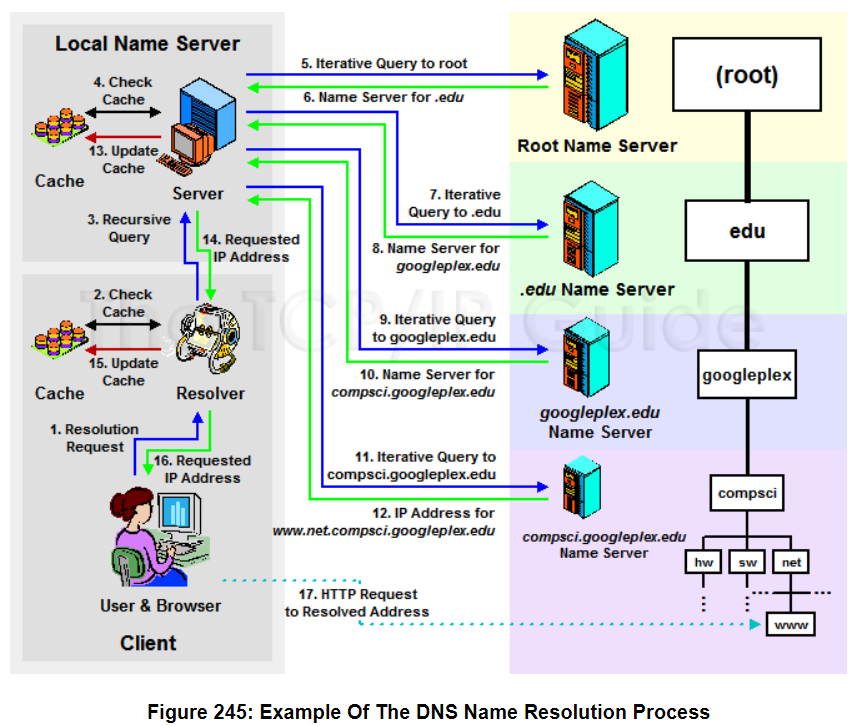 Local Name Server
4. Check
Cache
13. Update
Cache
Cache
Server
3. Recursive
Query
14. Requested
IP Address
2. Check
Cache
15. Update
Cache
Cache
Resolver
1. Resolution
Request
16. Requested
IP Address
User & Browser
Client
5. Iterative Query to root
6. Name Server for .edu
7. Iterative
Query to .edu
8. Name Server for
googleplex.edu
9. Iterative Query
to googleplex.edu
10. Name Server for
compsci.googleplex.edu
11. Iterative Query to
compsci.googleplex.edu
12. IP Address for
www.net.compsci.googleplex.edu
17. HTTP Request
to Resolved Address
Root Name Server
.edu Name Server
googleplex.edu
Name Server
compsci.googleplex.edu
Name Server
(root)
edu
googleplex
compsci
hw
sw
net
www
The TCP/IP Guide
Figure 245: Example Of The DNS Name Resolution Process